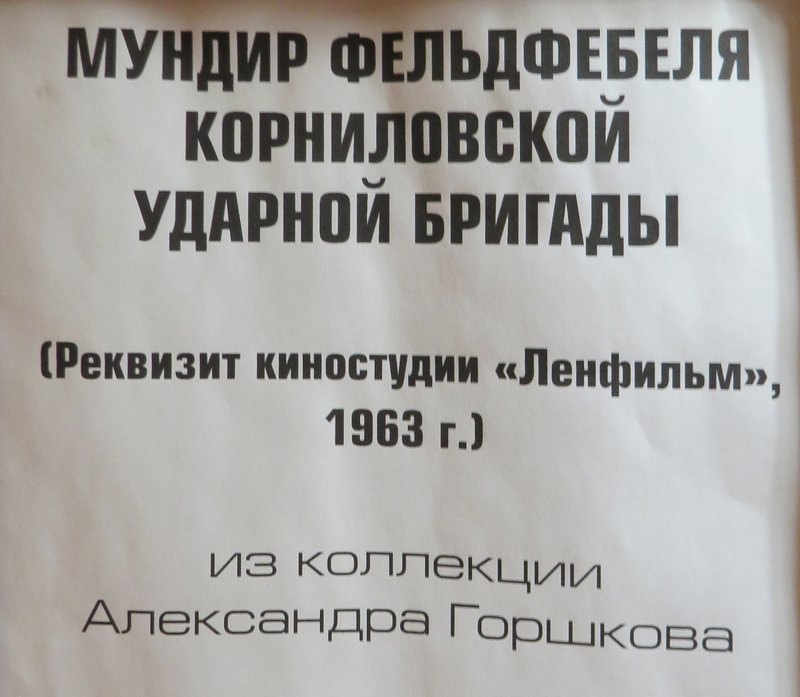 МУНДИР ФЕЛЬДФЕБЕЛЯ
КОРНИЛОВСКОЙ
УДАРНОЙ БРИГАДЫ
(Реквизит киностудии «Ленфильм»,
1963 г.)
из коллекции
Александра Горшкова